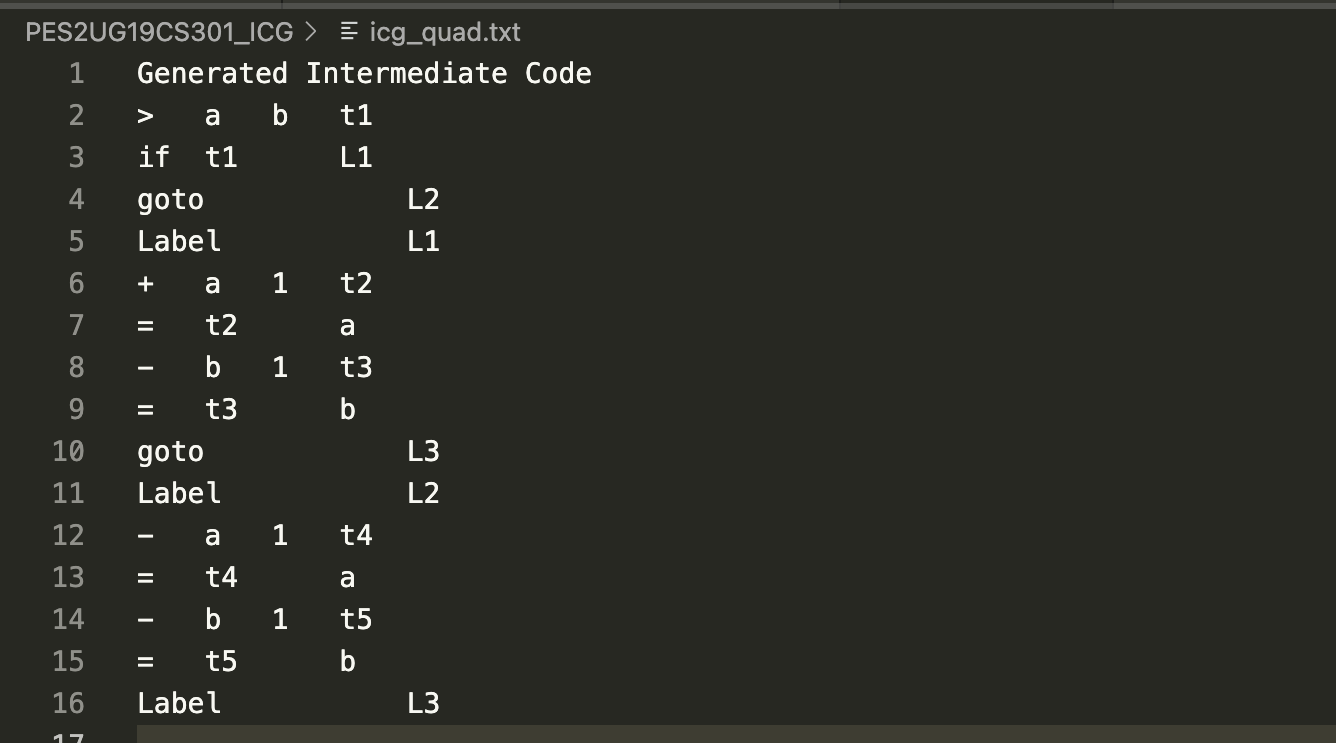 PES2UG19CS301_ICG > icg_quad.txt
1 Generated Intermediate Code
2 > a b t1
3 if t1 L1
4 goto L2
5 Label L1
6 + a 1 t2
7 = t2 a
8 - b 1 t3
9 = t3 b
10 goto L3
11 Label L2
12 - a 1 t4
13 = t4 a
14 - b 1 t5
15 = t5 b
16 Label L3
17